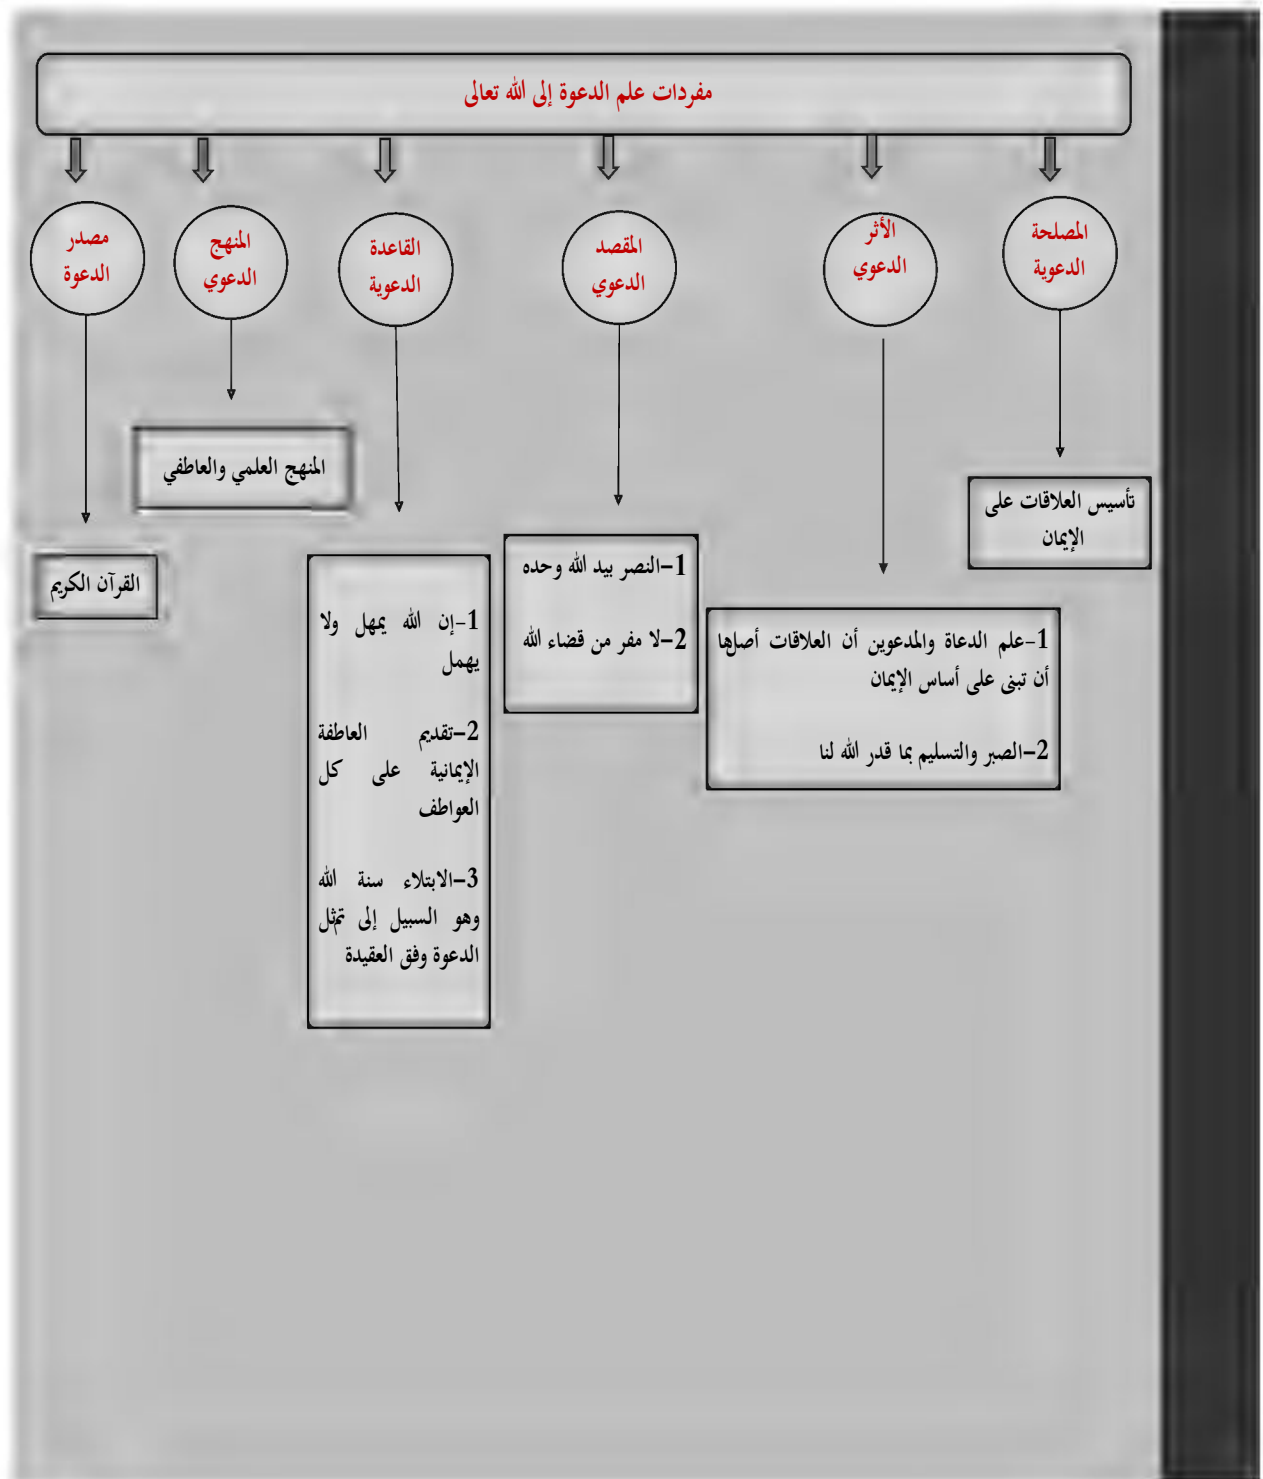 مفردات علم الدعوة إلى الله تعالى
المصلحة
الدعوية
الأثر
الدعوي
المقصد
الدعوي
القاعدة
الدعوية
المنهج
الدعوي
مصدر
الدعوة
تأسيس العلاقات على
الإيمان
1-علم الدعاة والمدعوين أن العلاقات أصلها
أن تبنى على أساس الإيمان
2-الصبر والتسليم بما قدر الله لنا
1-النصر بيد الله وحده
2-لا مفر من قضاء الله
1-إن الله يمهل ولا
يهمل
2-تقديم العاطفة
الإيمانية على كل
العواطف
3-الابتلاء سنة الله
وهو السبيل إلى تمثل
الدعوة وفق العقيدة
المنهج العلمي والعاطفي
القرآن الكريم